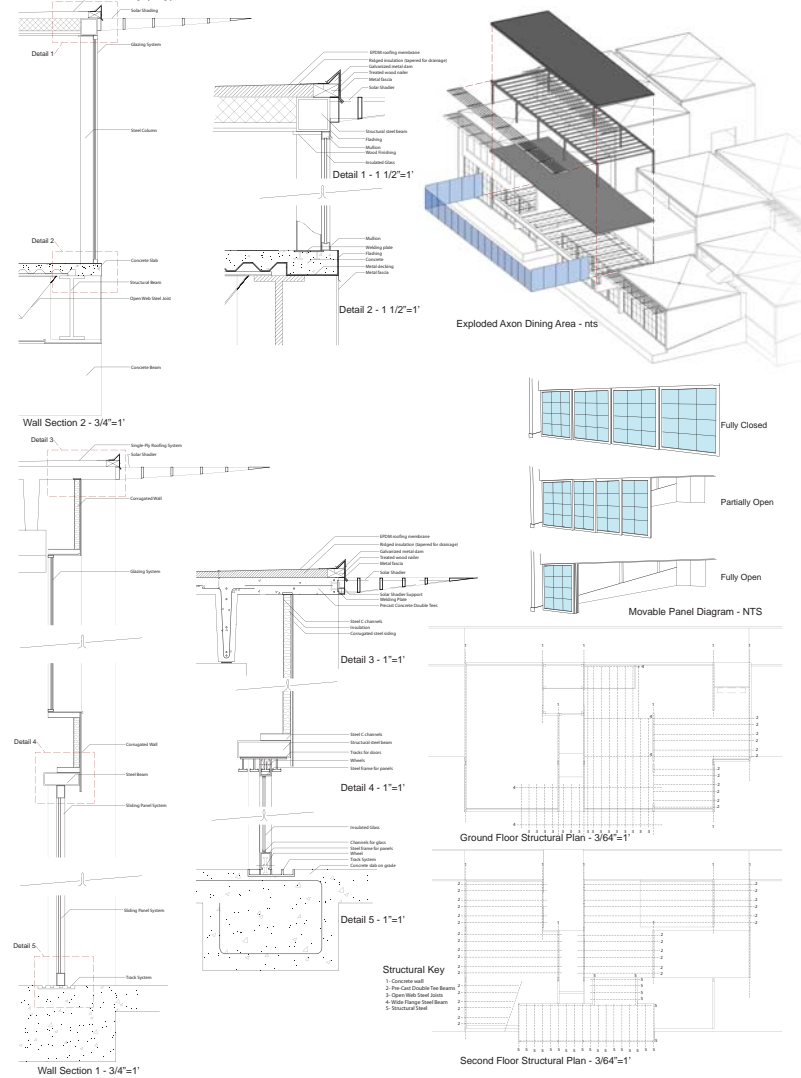 Solar Shading
Detail 1
Glazing System
Steel Column
Detail 2
Concrete Slab
Structural Beam
Open Web Steel Joist
Concrete Beam
Wall Section 2 - 3/4"=1'
EPDM roofing membrane
Ridged insulation (tapered for drainage)
Galvanized metal dam
Treated wood nailer
Metal fascia
Solar Shader
Structural steel beam
Flashing
Mullion
Wood Finishing
Insulated Glass
Detail 1 - 1 1/2"=1'
Mullion
Welding plate
Flashing
Concrete
Metal decking
Metal fascia
Detail 2 - 1 1/2"=1'
Exploded Axon Dining Area - nts
Fully Closed
Partially Open
Fully Open
Movable Panel Diagram - NTS
Detail 3
Single-Ply Roofing System
Solar Shader
Corrugated Wall
Glazing System
Detail 4
Corrugated Wall
Steel Beam
Sliding Panel System
Sliding Panel System
Detail 5
Track System
Wall Section 1 - 3/4"=1'
EPDM roofing membrane
Ridged insulation (tapered for drainage)
Galvanized metal dam
Treated wood nailer
Metal fascia
Solar Shader
Solar Shader Support
Welding Plate
Precast Concrete Double Tees
Steel C channels
Insulation
Corrugated steel siding
Detail 3 - 1"=1'
Steel C channels
Structural steel beam
Tracks for doors
Wheels
Steel frame for panels
Detail 4 - 1"=1'
Insulated Glass
Channels for glass
Steel frame for panels
Wheel
Track System
Concrete slab on grade
Detail 5 - 1"=1'
Ground Floor Structural Plan - 3/64"=1'
Structural Key
1- Concrete wall
2- Pre-Cast Double Tee Beams
3- Open Web Steel Joists
4- Wide Flange Steel Beam
5- Structural Steel
Second Floor Structural Plan - 3/64"=1'